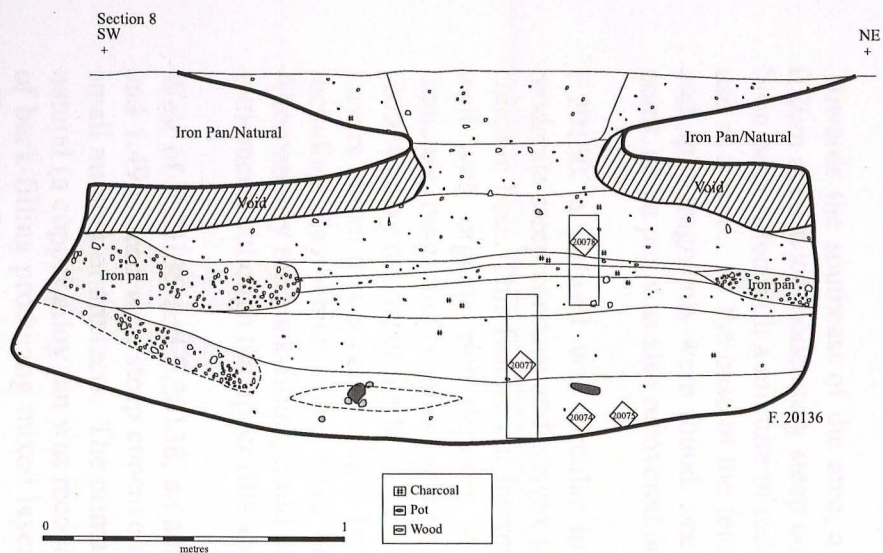 Section 8
SW
NE
+
+
Iron Pan/Natural
Iron Pan/Natural
Void
Void
20078
Iron pan
Iron pan
20077
20074
20075
F. 20136
Charcoal
Pot
Wood
0
1
metres